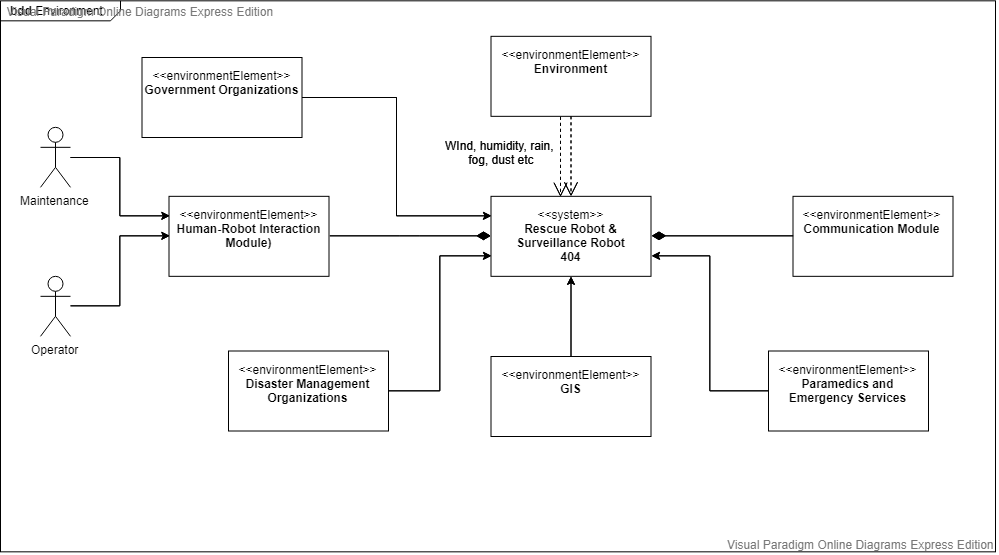 bdd Environment
Visual Paradigm Online Diagrams Express Edition
<<environmentElement>>
Government Organizations
<<environmentElement>>
Environment
WInd, humidity, rain,
fog, dust etc
Maintenance
<<environmentElement>>
Human-Robot Interaction
Module)
<<system>>
Rescue Robot &
Surveillance Robot
404
<<environmentElement>>
Communication Module
Operator
<<environmentElement>>
Disaster Management
Organizations
<<environmentElement>>
GIS
<<environmentElement>>
Paramedics and
Emergency Services
Visual Paradigm Online Diagrams Express Edition